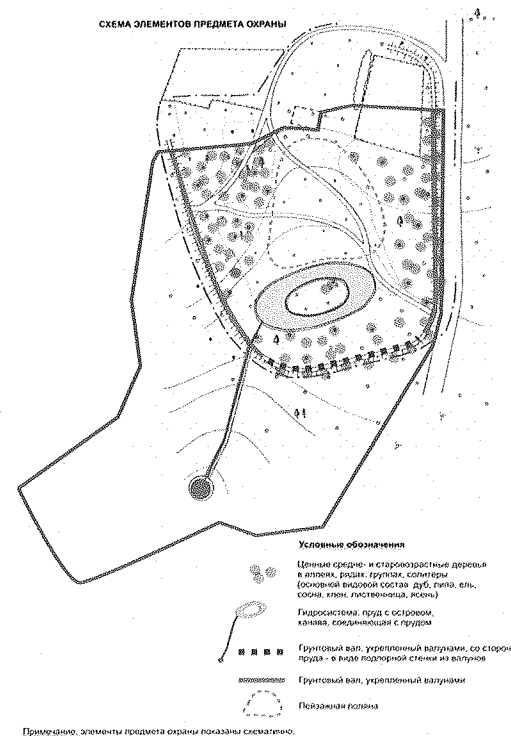 СХЕМА ЭЛЕМЕНТОВ ПРЕДМЕТА ОХРАНЫ
Условные обозначения
Ценные средне- и старовозрастные деревья
в аллеях, рядах, группах, солитеры
(основной видовой состав дуб, липа, ель,
сосна, клен, лиственница, ясень)
Гидросистема: пруд с островом,
канава, соединяющая с прудом
Грунтовый вал, укрепленный валунами, со сторон
пруда - в виде подпорной стенки из валунов
Грунтовый вал, укрепленный валунами
Пейзажная поляна
Примечание: элементы предмета охраны показаны схематично.